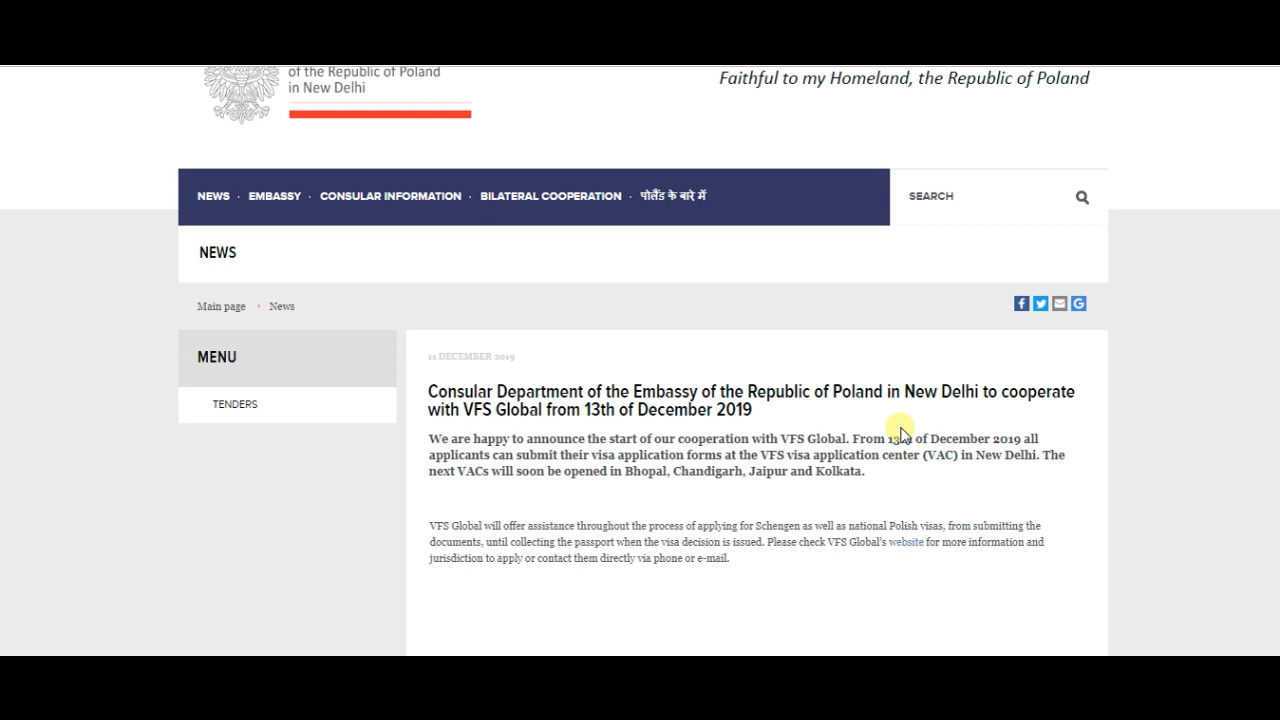 of the Republic of Poland
in New Delhi
Faithful to my Homeland, the Republic of Poland
NEWS · EMBASSY · CONSULAR INFORMATION · BILATERAL COOPERATION · पोलैंड के बारे में
SEARCH
NEWS
Main page · News
MENU
TENDERS
11 DECEMBER 2019
Consular Department of the Embassy of the Republic of Poland in New Delhi to cooperate
with VFS Global from 13th of December 2019
We are happy to announce the start of our cooperation with VFS Global. From 13th of December 2019 all
applicants can submit their visa application forms at the VFS visa application center (VAC) in New Delhi. The
next VACs will soon be opened in Bhopal, Chandigarh, Jaipur and Kolkata.
VFS Global will offer assistance throughout the process of applying for Schengen as well as national Polish visas, from submitting the
documents, until collecting the passport when the visa decision is issued. Please check VFS Global's website for more information and
jurisdiction to apply or contact them directly via phone or e-mail.